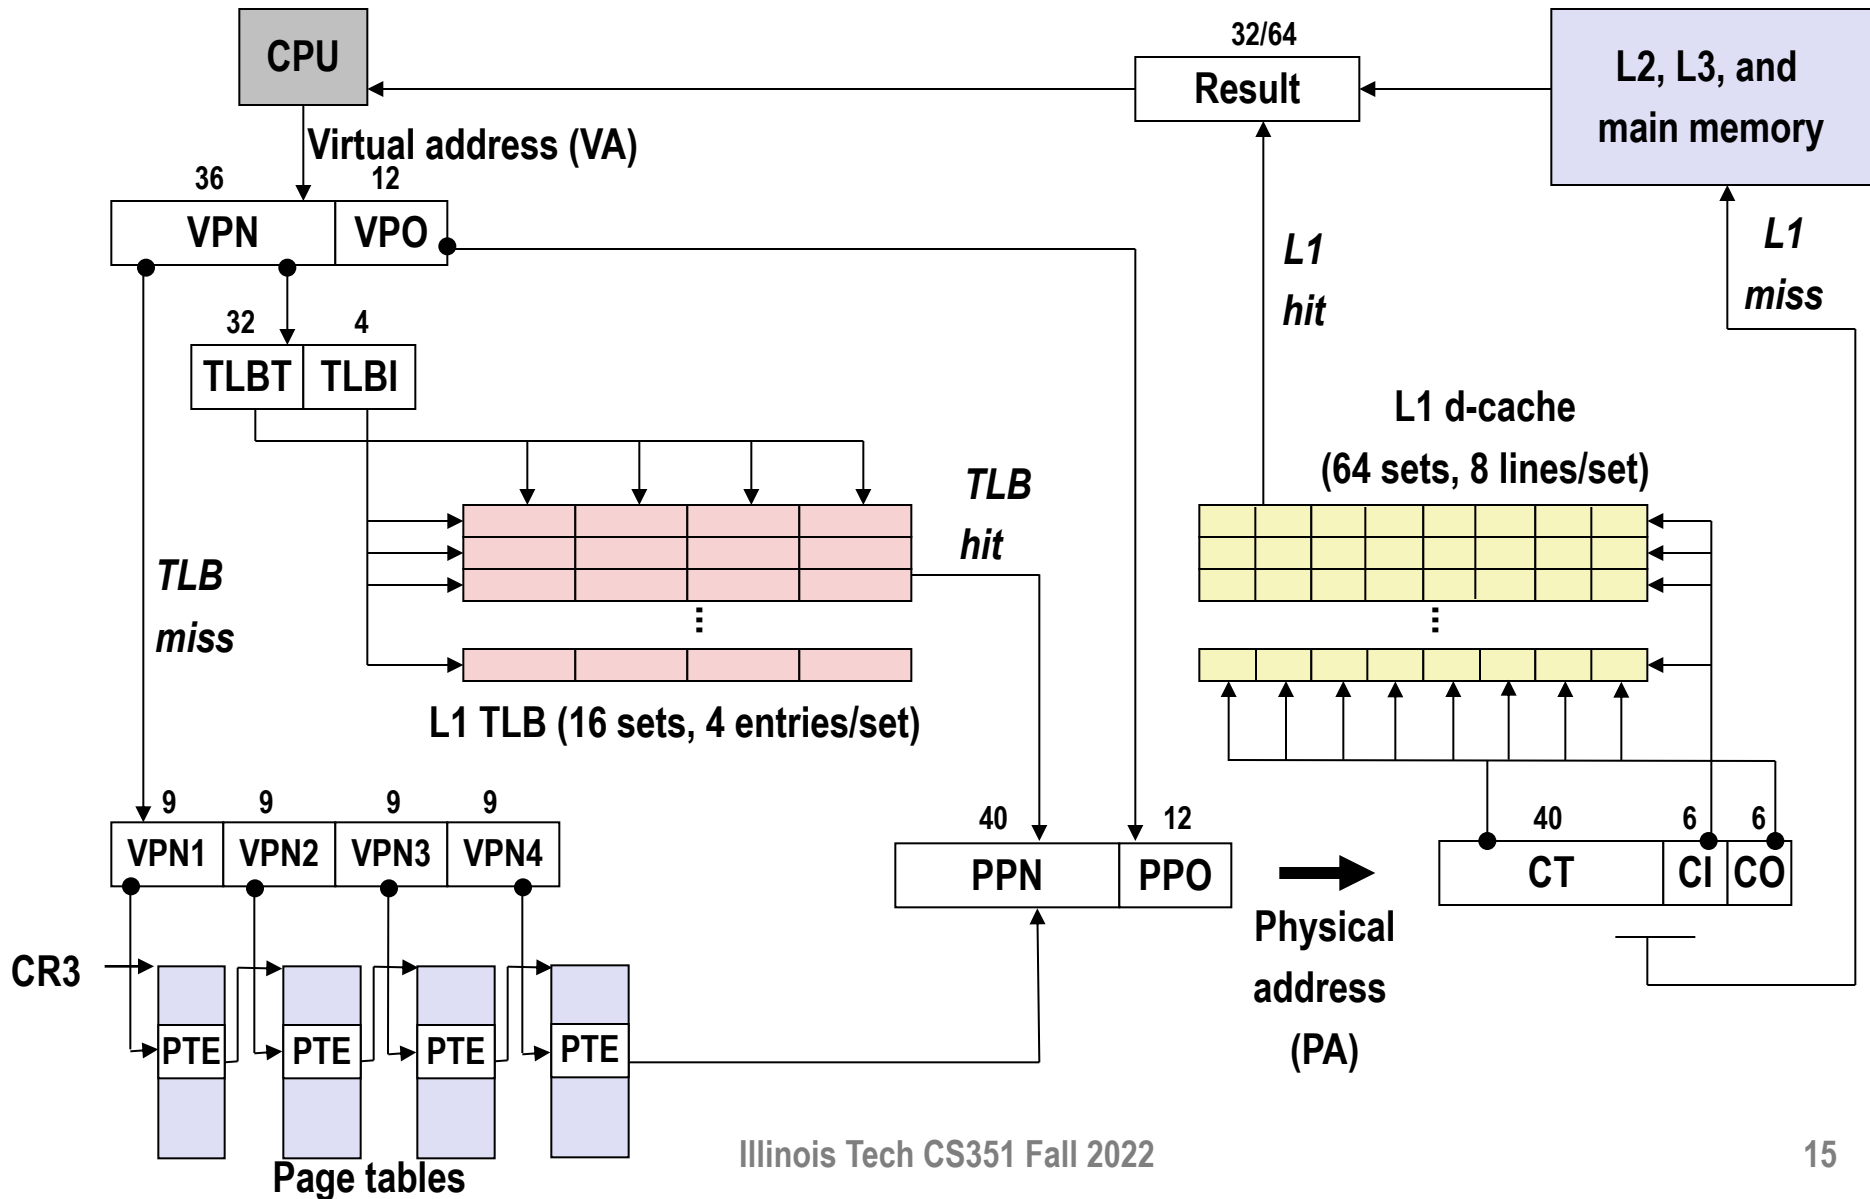 CPU
32/64
Result
L2, L3, and
main memory
Virtual address (VA)
36
12
VPN
VPO
L1
hit
L1
miss
32
4
TLBT
TLBI
L1 d-cache
(64 sets, 8 lines/set)
TLB
hit
TLB
miss
...
...
L1 TLB (16 sets, 4 entries/set)
9
9
9
9
VPN1
VPN2
VPN3
VPN4
40
12
PPN
PPO
40
6
6
CT
CI
CO
Physical
address
(PA)
CR3
PTE
PTE
PTE
PTE
Page tables
Illinois Tech CS351 Fall 2022
15